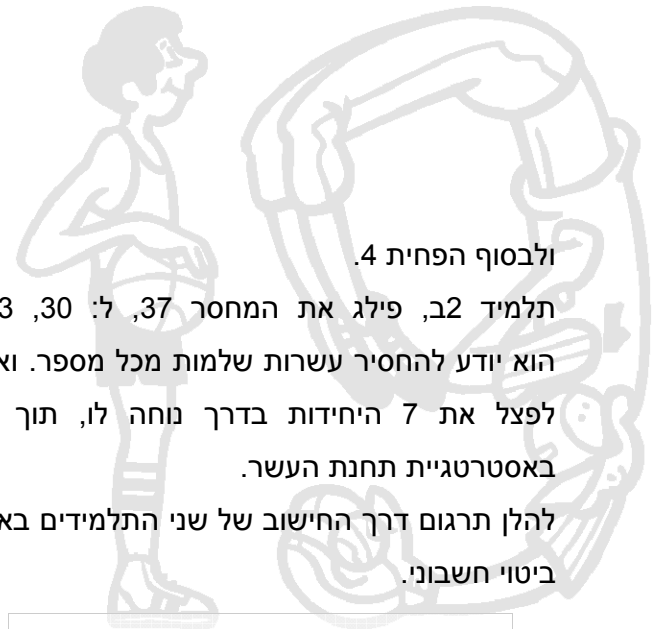 ולבסוף הפחית 4.
תלמיד 2ב, פילג את המחסר 37, ל: 30, 3
הוא יודע להחסיר עשרות שלמות מכל מספר.
לפצל את 7 היחידות בדרך נוחה לו, תוך
באסטרטגיית תחנת העשר.
להלן תרגום דרך החישוב של שני התלמידים
ביטוי חשבוני.